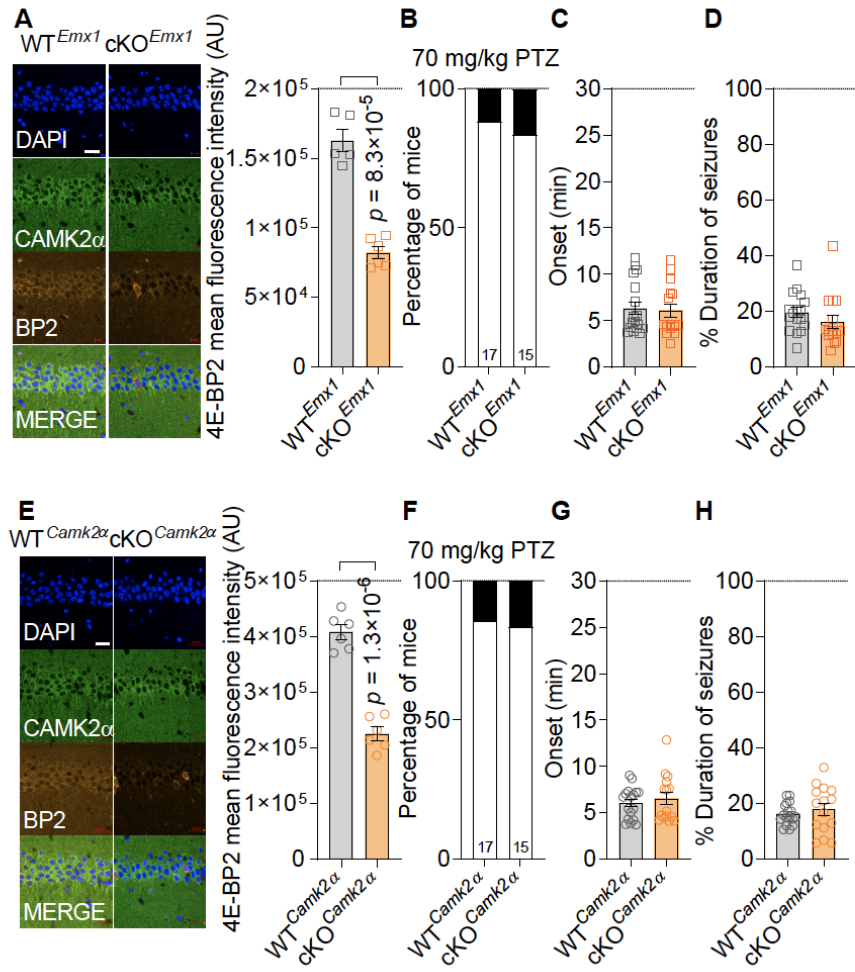 A
WT^Emx1 cKO^Emx1
DAPI
CAMK2α
BP2
MERGE
4E-BP2 mean fluorescence intensity (AU)
2×10^5
1.5×10^5
1×10^5
5×10^4
0
p = 8.3×10^-5
WT^Emx1
cKO^Emx1
B
70 mg/kg PTZ
Percentage of mice
100
50
0
17
15
WT^Emx1
cKO^Emx1
C
Onset (min)
30
25
20
15
10
5
0
WT^Emx1
cKO^Emx1
D
% Duration of seizures
100
80
60
40
20
0
WT^Emx1
cKO^Emx1
E
WT^Camk2α cKO^Camk2α
DAPI
CAMK2α
BP2
MERGE
4E-BP2 mean fluorescence intensity (AU)
5×10^5
4×10^5
3×10^5
2×10^5
1×10^5
0
p = 1.3×10^-6
WT^Camk2α
cKO^Camk2α
F
70 mg/kg PTZ
Percentage of mice
100
50
0
17
15
WT^Camk2α
cKO^Camk2α
G
Onset (min)
30
25
20
15
10
5
0
WT^Camk2α
cKO^Camk2α
H
% Duration of seizures
100
80
60
40
20
0
WT^Camk2α
cKO^Camk2α